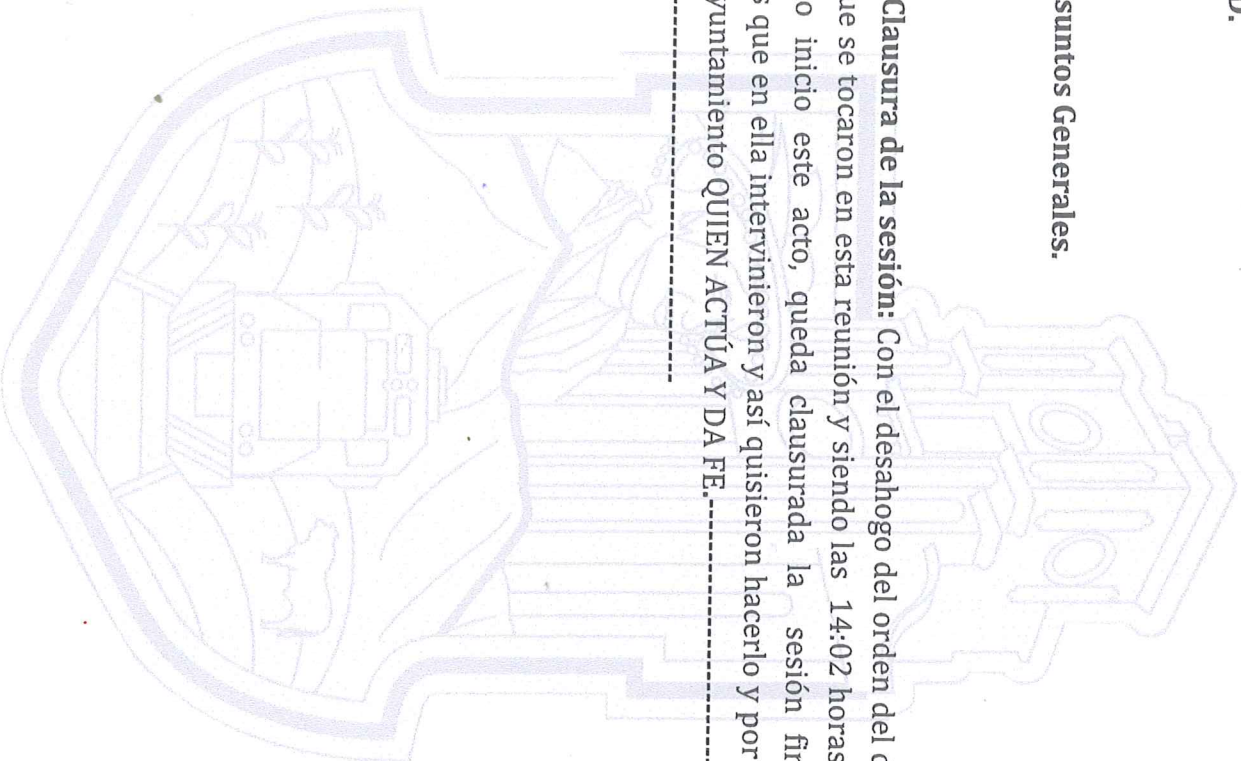 D.
suntos Generales.
Clausura de la sesión: Con el desahogo del orden del
ue se tocaron en esta reunión y siendo las 14:02 horas
o inicio este acto, queda clausurada la sesión fir
s que en ella intervinieron y así quisieron hacerlo y por
yuntamiento QUIEN ACTÚA Y DA FE.--------------------
--------------------